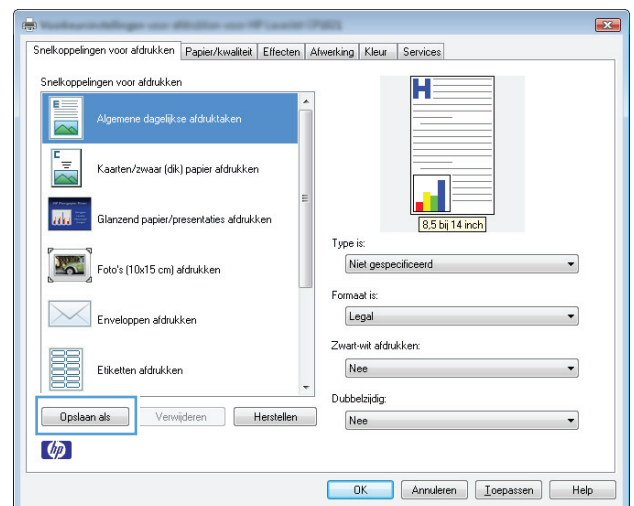 Snelkoppelingen voor afdrukken
Papier/kwaliteit
Effecten
Afwerking
Kleur
Services
Snelkoppelingen voor afdrukken
Algemene dagelijkse afdruktaken
Kaarten/zwaar (dik) papier afdrukken
Glanzend papier/presentaties afdrukken
Foto's (10x15 cm) afdrukken
Enveloppen afdrukken
Etiketten afdrukken
Opslaan als
Verwijderen
Herstellen
hp
H
8,5 bij 14 inch
Type is:
Niet gespecificeerd
Formaat is:
Legal
Zwart-wit afdrukken:
Nee
Dubbelzijdig:
Nee
OK
Annuleren
Toepassen
Help